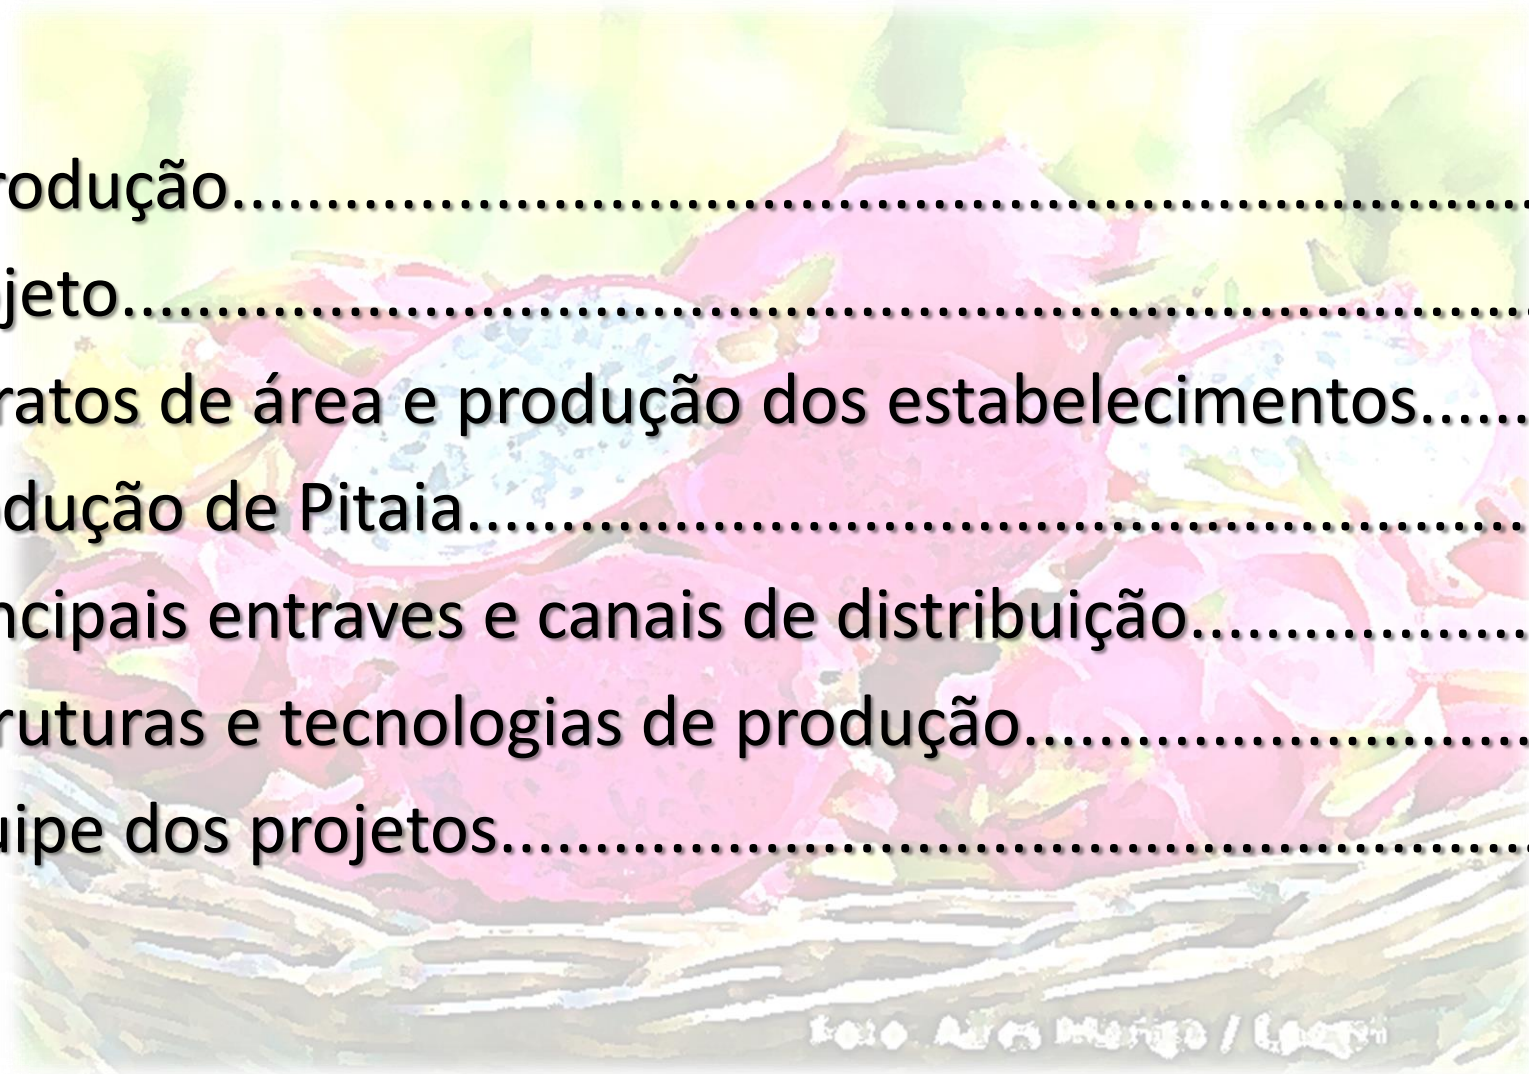 rodução..................................................................
jeto..........................................................................
ratos de área e produção dos estabelecimentos......
dução de Pitaia.........................................................
ncipais entraves e canais de distribuição..................
ruturas e tecnologias de produção...........................
uipe dos projetos.......................................................